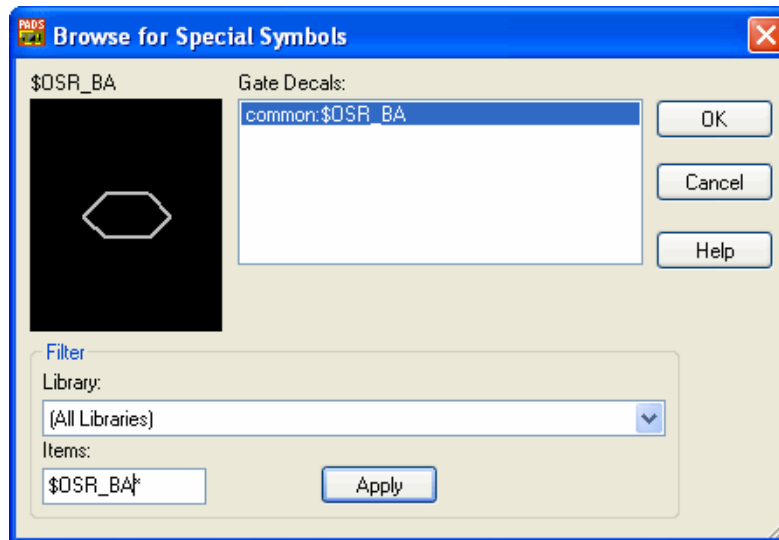 PADS
Browse for Special Symbols
$OSR_BA
Gate Decals:
common:$OSR_BA
OK
Cancel
Help
Filter
Library:
(All Libraries)
Items:
$OSR_BA*
Apply